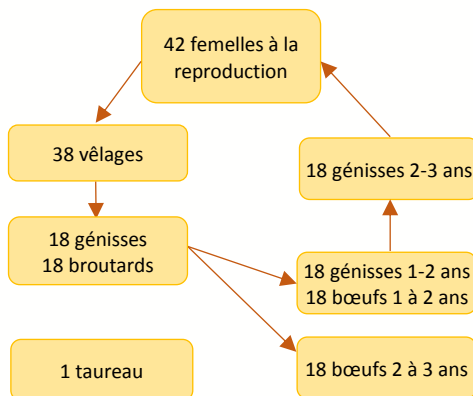 42 femelles à la
reproduction
38 vêlages
18 génisses 2-3 ans
18 génisses
18 broutards
18 génisses 1-2 ans
18 bœufs 1 à 2 ans
1 taureau
18 bœufs 2 à 3 ans